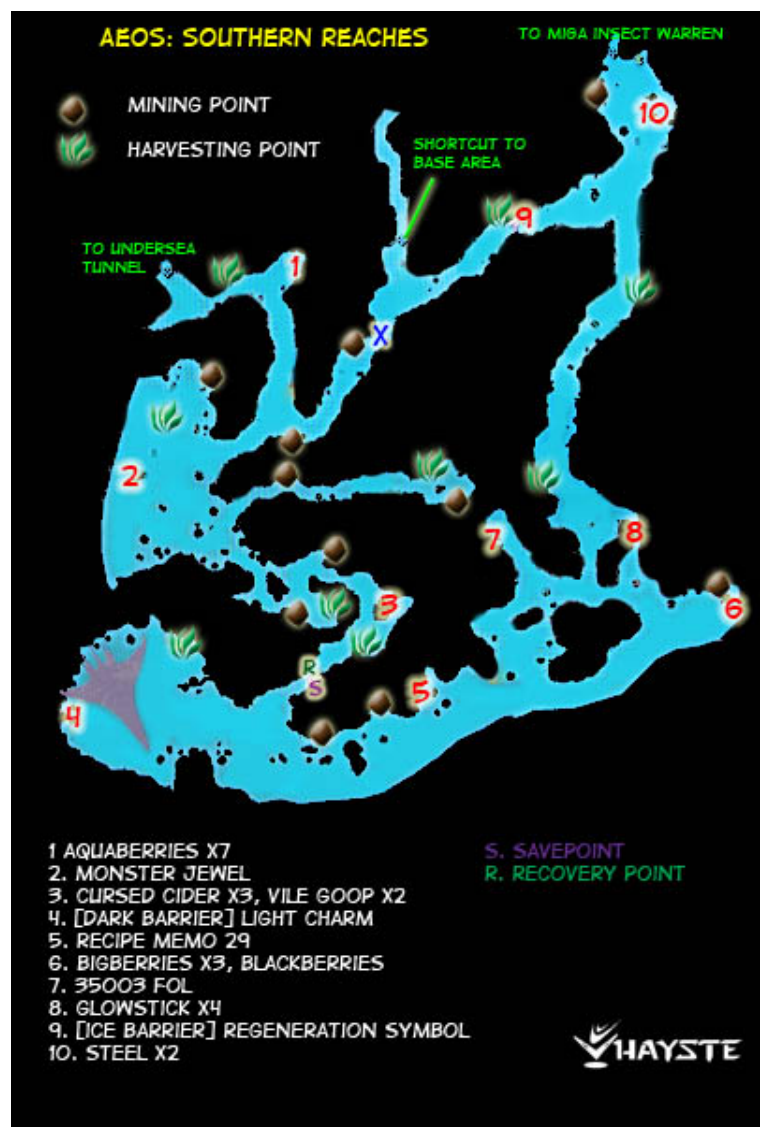 AEOS: SOUTHERN REACHES
TO MIGA INSECT WARREN
MINING POINT
HARVESTING POINT
10
SHORTCUT TO
BASE AREA
9
TO UNDERSEA
TUNNEL
1
X
2
7
8
3
6
R
S
5
4
1 AQUABERRIES X7
2. MONSTER JEWEL
3. CURSED CIDER X3, VILE GOOP X2
4. [DARK BARRIER] LIGHT CHARM
5. RECIPE MEMO 29
6. BIGBERRIES X3, BLACKBERRIES
7. 35003 FOL
8. GLOWSTICK X4
9. [ICE BARRIER] REGENERATION SYMBOL
10. STEEL X2
S. SAVEPOINT
R. RECOVERY POINT
HAYSTE